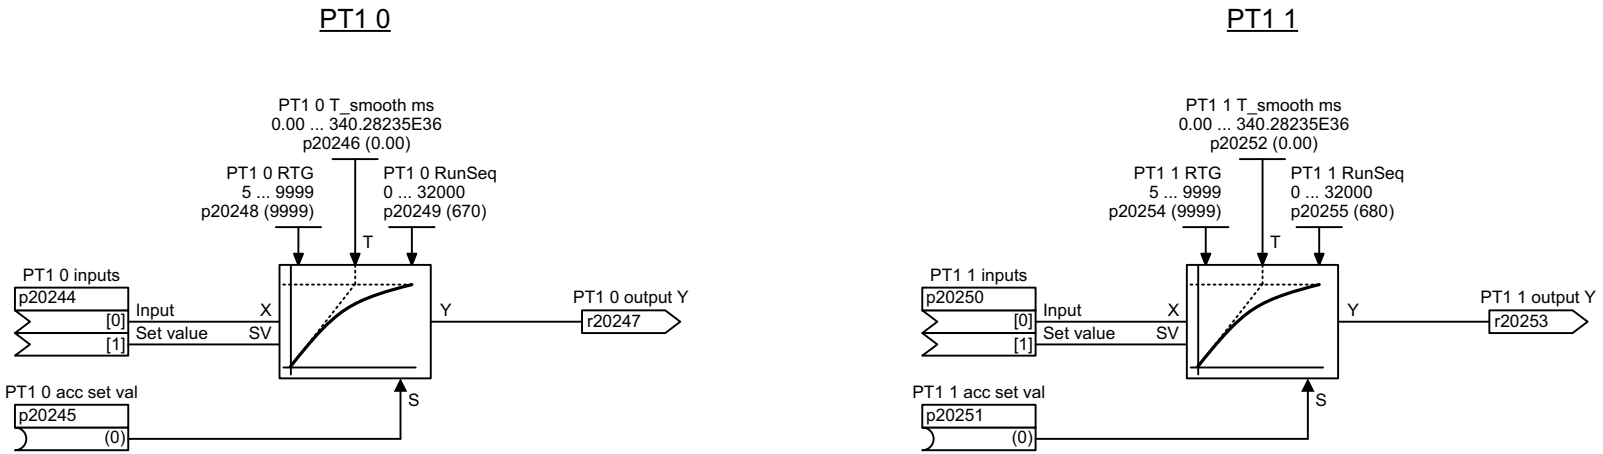 PT1 0
PT1 0 T_smooth ms
0.00 ... 340.28235E36
p20246 (0.00)
PT1 0 RTG
5 ... 9999
p20248 (9999)
PT1 0 RunSeq
0 ... 32000
p20249 (670)
T
PT1 0 inputs
p20244
[0]
[1]
Input
Set value
X
SV
Y
PT1 0 output Y
r20247
PT1 0 acc set val
p20245
(0)
S
PT1 1
PT1 1 T_smooth ms
0.00 ... 340.28235E36
p20252 (0.00)
PT1 1 RTG
5 ... 9999
p20254 (9999)
PT1 1 RunSeq
0 ... 32000
p20255 (680)
T
PT1 1 inputs
p20250
[0]
[1]
Input
Set value
X
SV
Y
PT1 1 output Y
r20253
PT1 1 acc set val
p20251
(0)
S